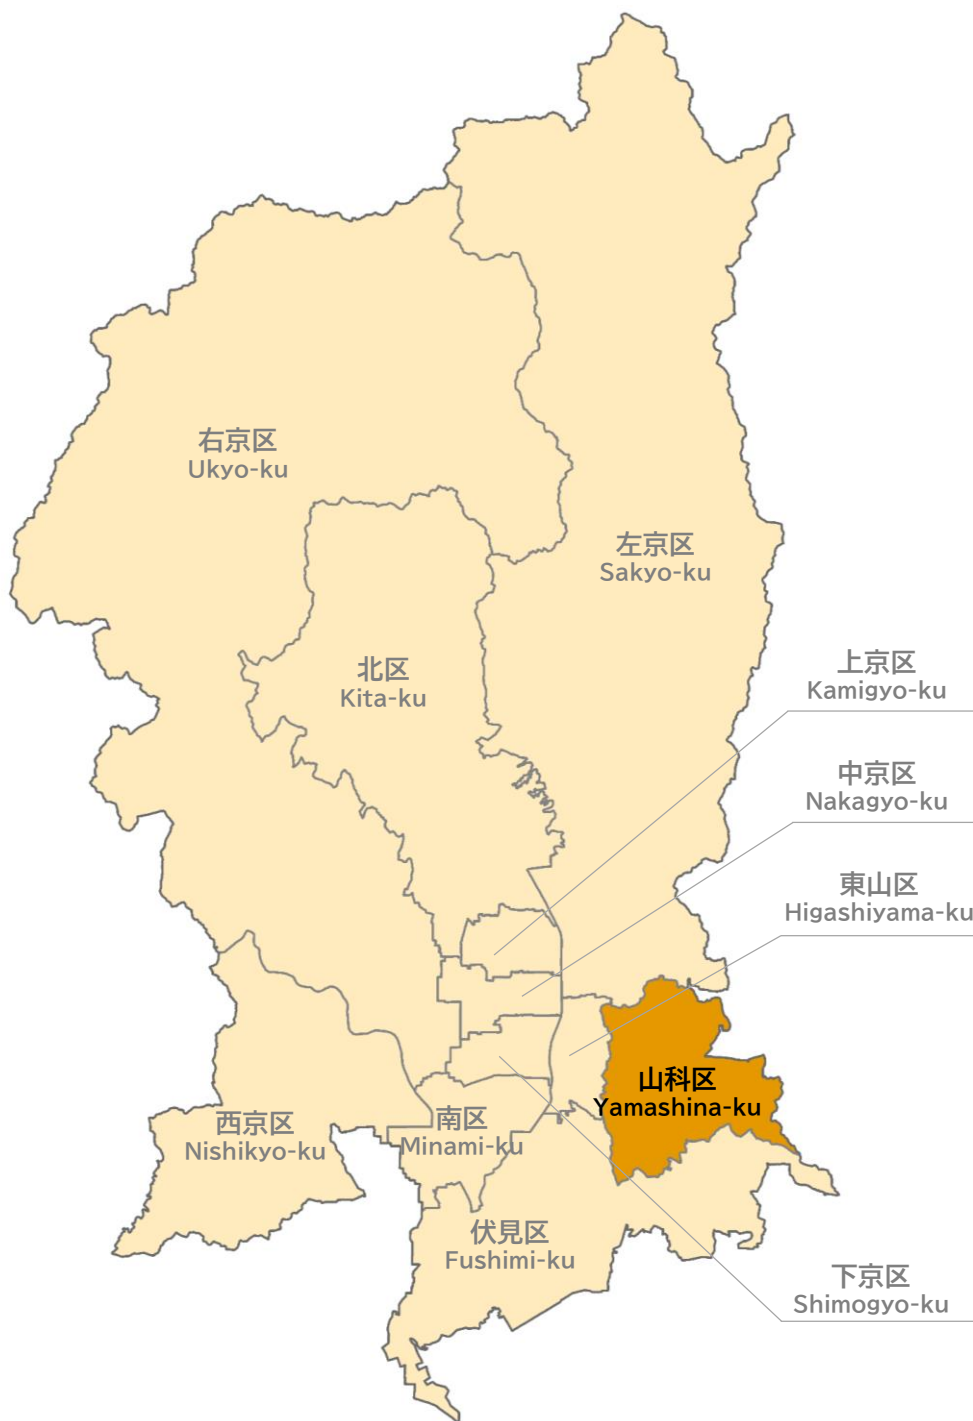 右京区
Ukyo-ku
左京区
Sakyo-ku
北区
Kita-ku
上京区
Kamigyo-ku
中京区
Nakagyo-ku
東山区
Higashiyama-ku
山科区
Yamashina-ku
西京区
Nishikyo-ku
南区
Minami-ku
伏見区
Fushimi-ku
下京区
Shimogyo-ku